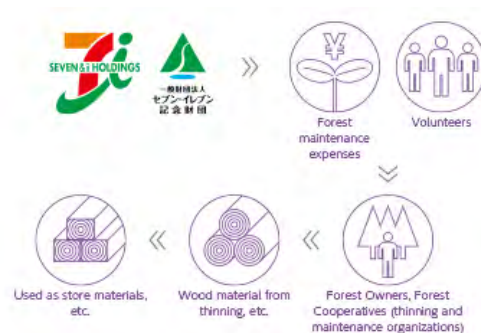 SEVEN & i HOLDINGS
一般財団法人
セブン-イレブン
記念財団
¥
Forest
maintenance
expenses
Volunteers
Forest Owners, Forest
Cooperatives (thinning and
maintenance organizations)
Wood material from
thinning, etc.
Used as store materials,
etc.